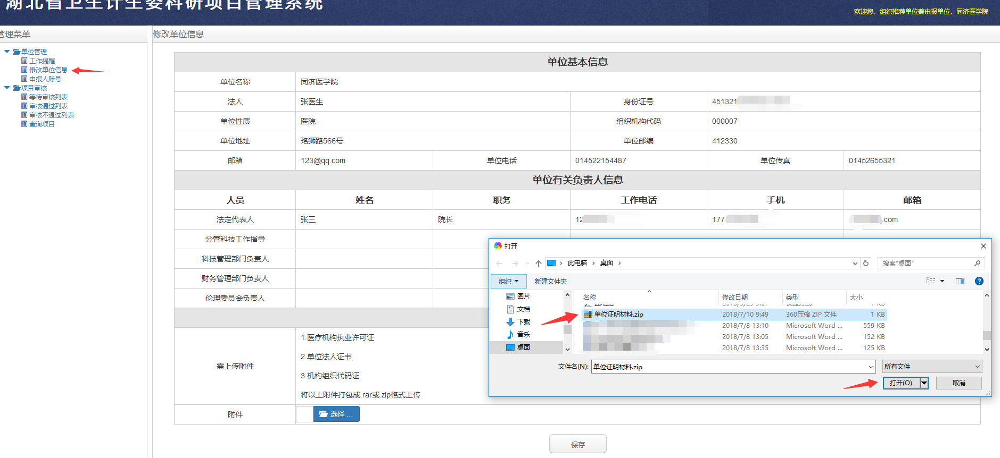 湖北省卫生计生委科研项目管理系统
欢迎您，组织推荐单位兼申报单位，同济医学院
管理菜单
修改单位信息
单位管理
工作提醒
修改单位信息
申报人账号
项目审核
等待审核列表
审核通过列表
审核不通过列表
查询项目
单位基本信息
单位名称 同济医学院
法人 张医生 身份证号 451321
单位性质 医院 组织机构代码 000007
单位地址 珞狮路566号 单位邮编 412330
邮箱 123@qq.com 单位电话 014522154487 单位传真 01452655321
单位有关负责人信息
人员 姓名 职务 工作电话 手机 邮箱
法定代表人 张三 院长 12 177 .com
分管科技工作指导
科技管理部门负责人
财务管理部门负责人
伦理委员会负责人
需上传附件
1.医疗机构执业许可证
2.单位法人证书
3.机构组织代码证
将以上附件打包成.rar或.zip格式上传
附件 选择 ...
保存
打开
此电脑 桌面
搜索"桌面"
组织 新建文件夹
图片
文档
下载
音乐
桌面
名称 修改日期 类型 大小
单位证明材料.zip 2018/7/10 9:49 360压缩 ZIP 文件 1 KB
2018/7/8 13:10 Microsoft Word ... 559 KB
2018/7/8 13:05 Microsoft Word ... 152 KB
2018/7/8 13:35 Microsoft Word ... 125 KB
文件名(N): 单位证明材料.zip 所有文件
打开(O) 取消